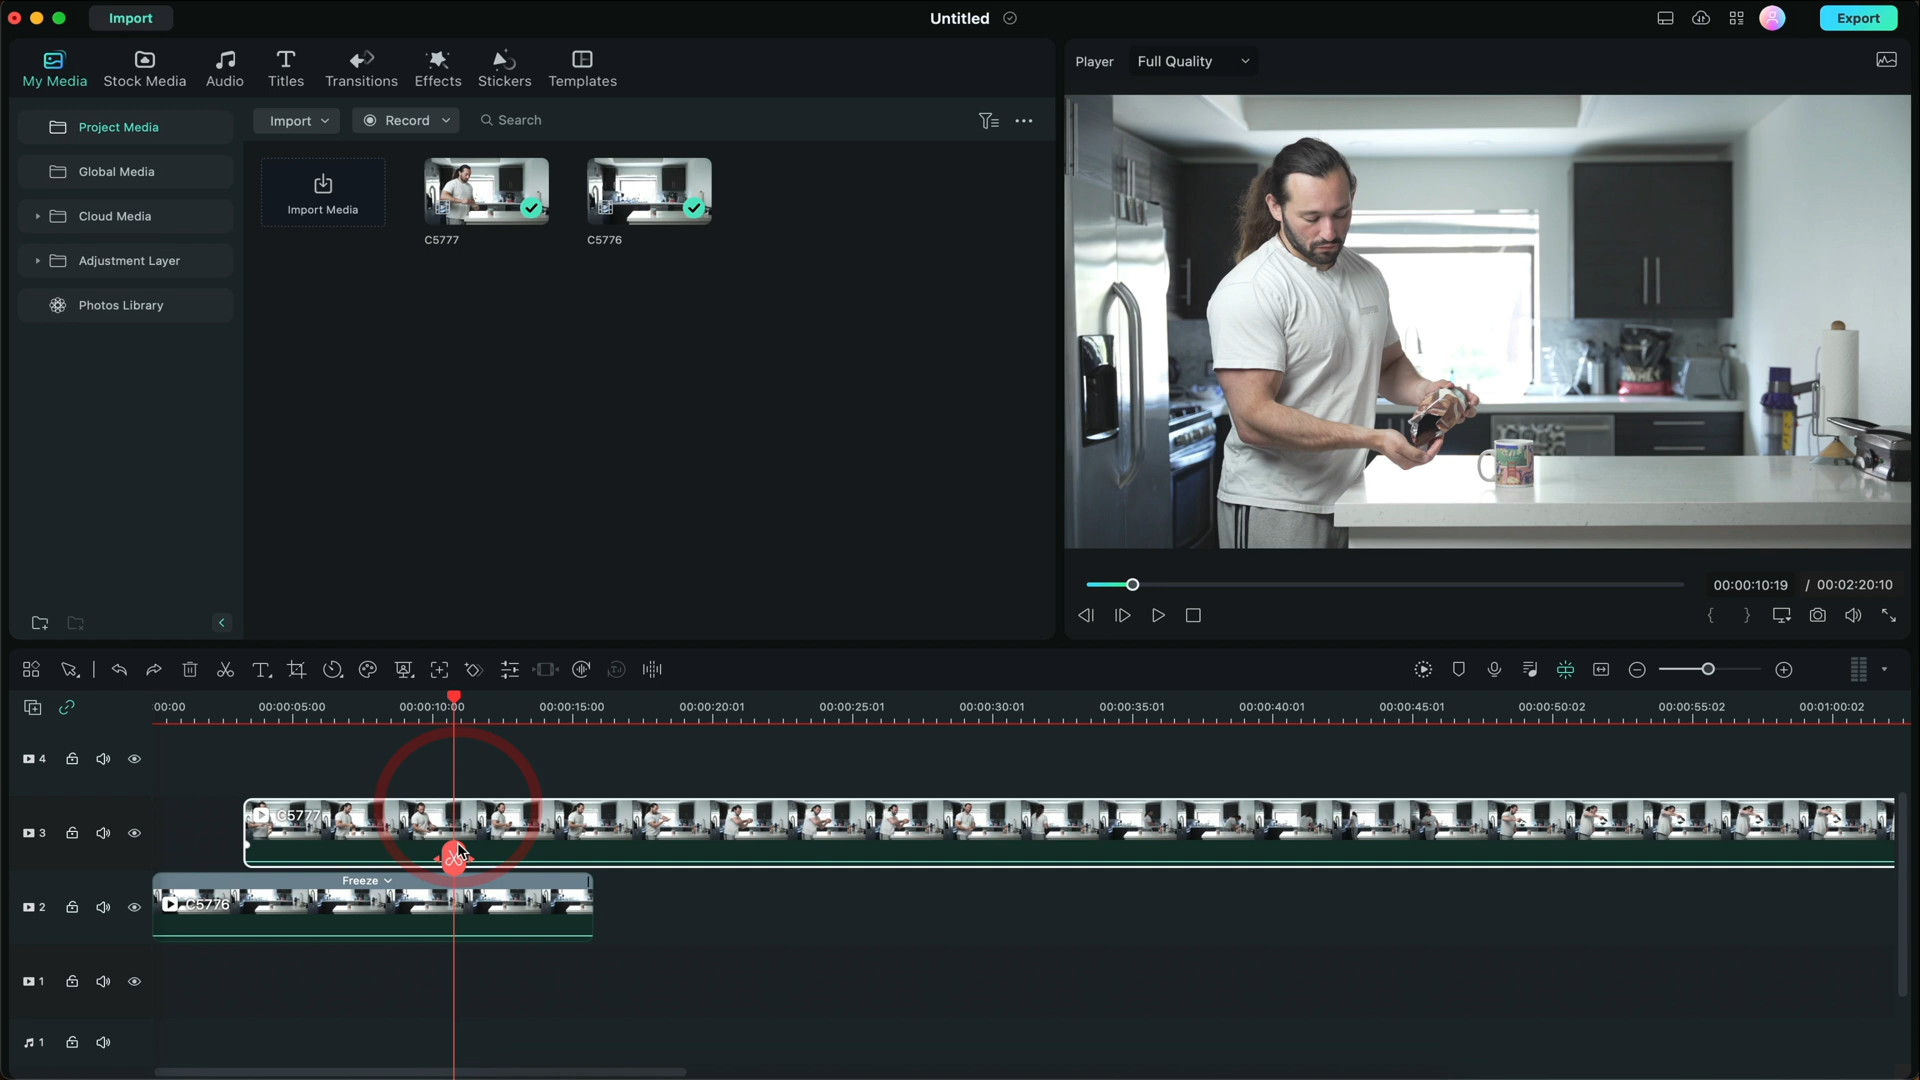 Import
Untitled
Export
My Media
Stock Media
Audio
Titles
Transitions
Effects
Stickers
Templates
Player
Full Quality
Project Media
Global Media
Cloud Media
Adjustment Layer
Photos Library
Import
Record
Search
Import Media
C5777
C5776
00:00:10:19 / 00:02:20:10
:00:00
00:00:05:00
00:00:10:00
00:00:15:00
00:00:20:01
00:00:25:01
00:00:30:01
00:00:35:01
00:00:40:01
00:00:45:01
00:00:50:02
00:00:55:02
00:01:00:02
4
3
C5777
2
Freeze
C5776
1
1